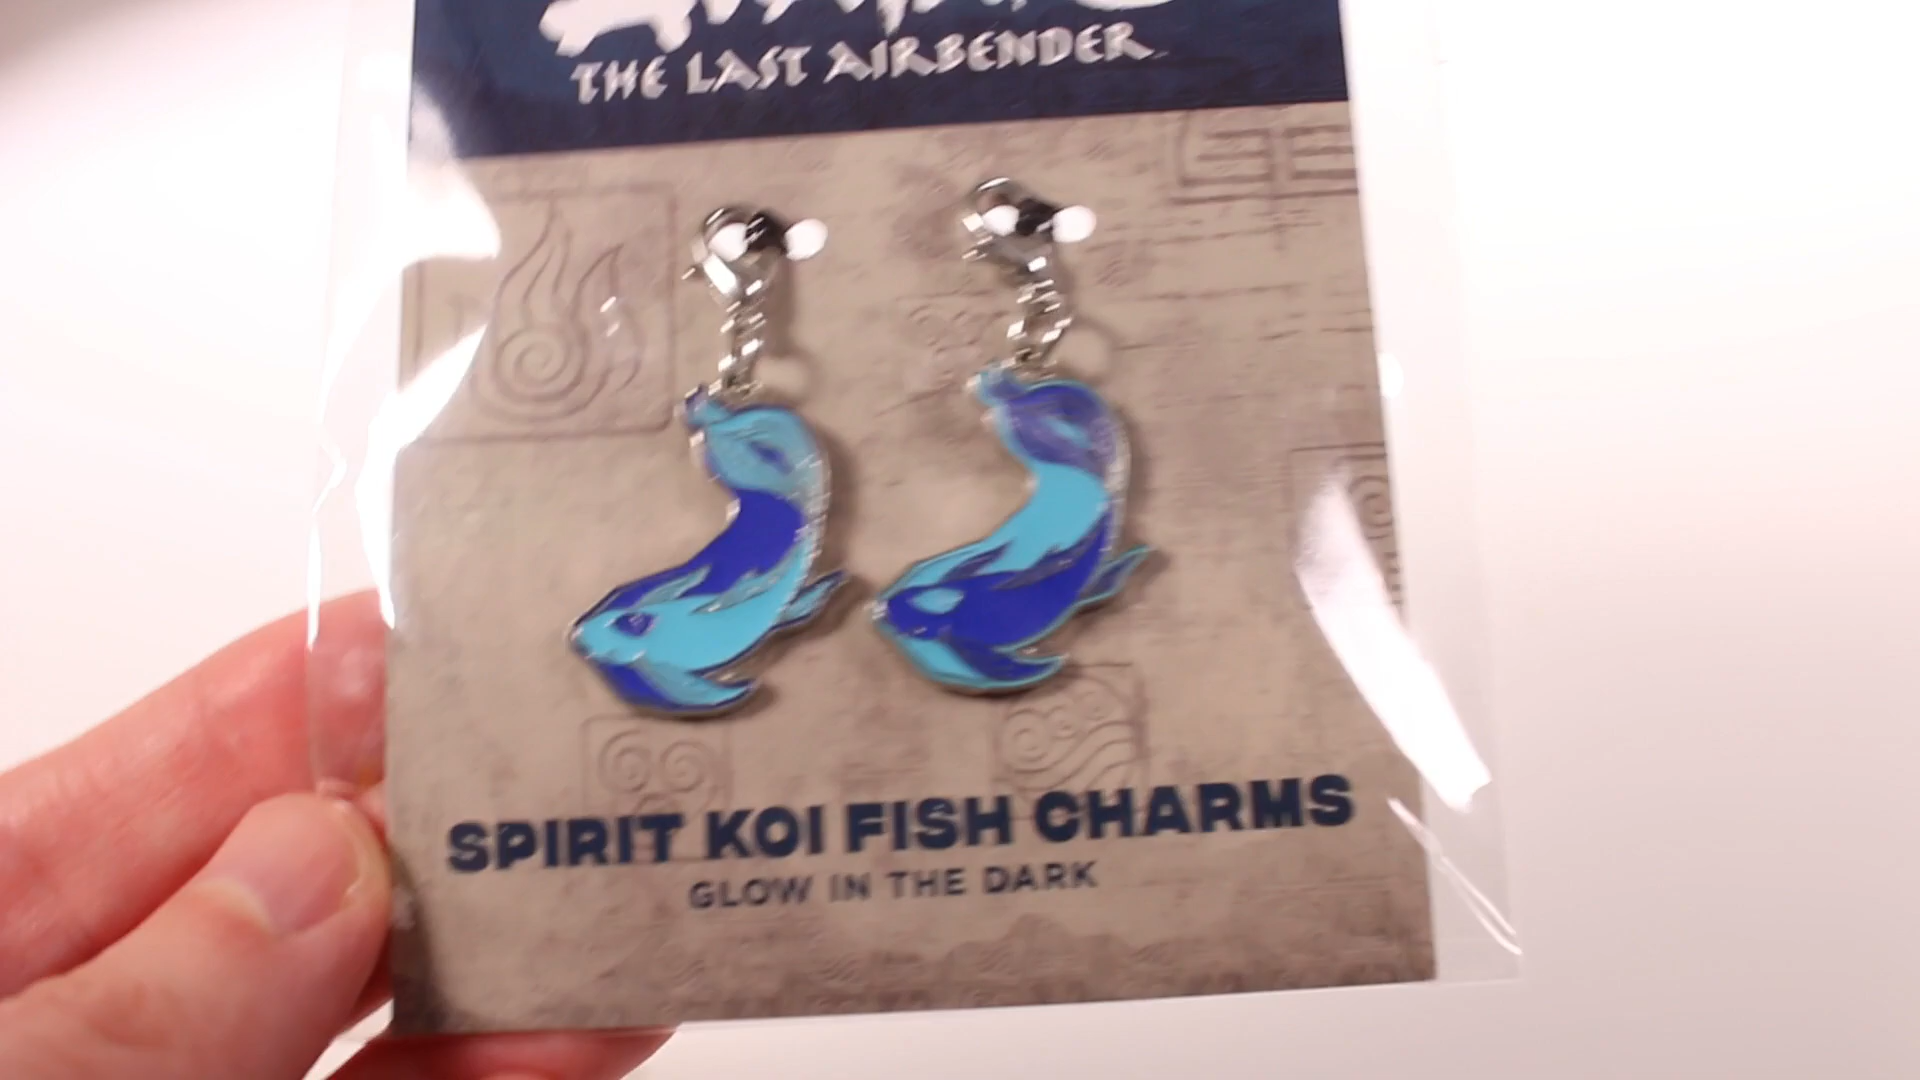 THE LAST AIRBENDER
SPIRIT KOI FISH CHARMS
GLOW IN THE DARK